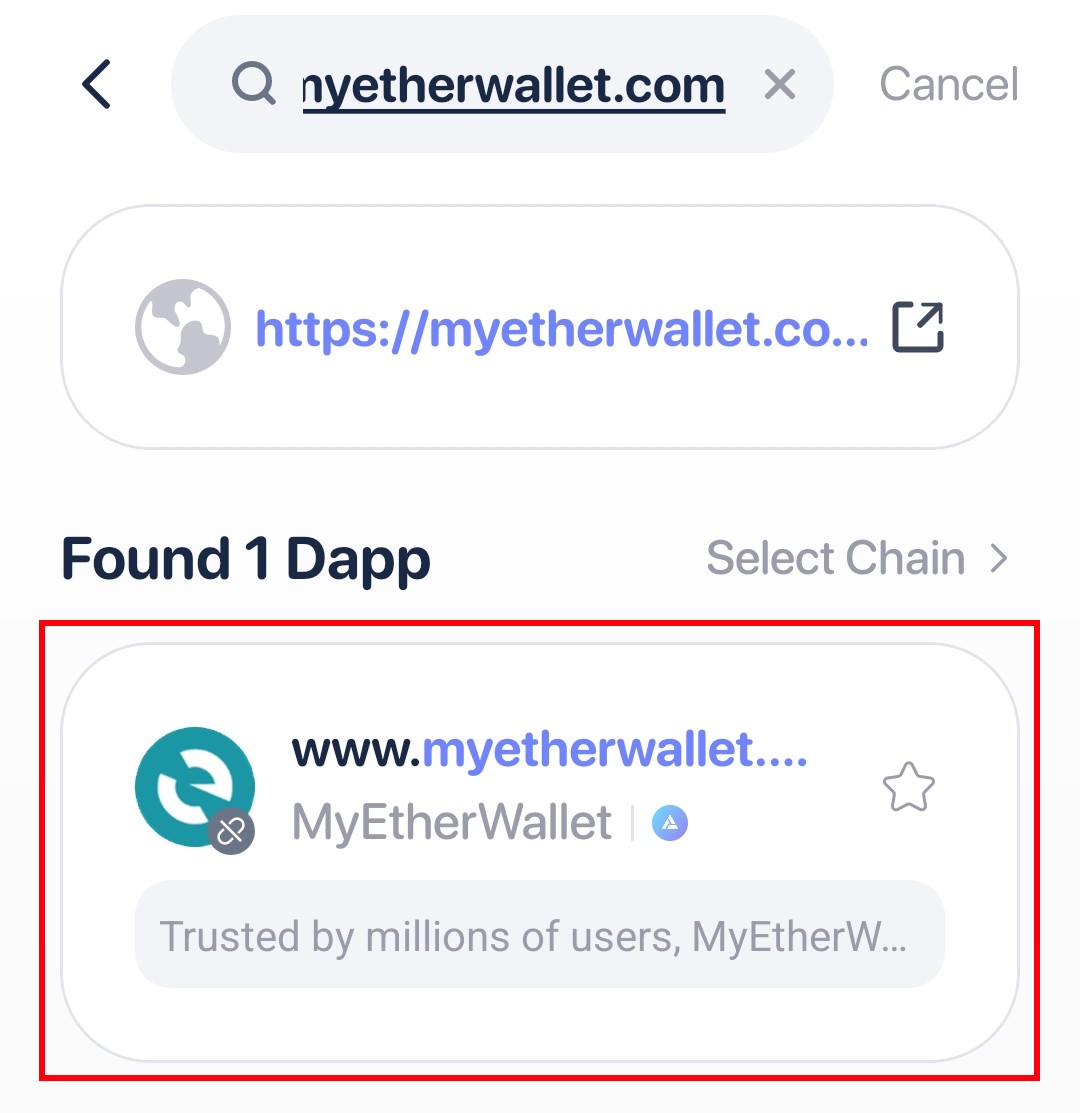 nyetherwallet.com
Cancel
https://myetherwallet.co...
Found 1 Dapp
Select Chain
www.myetherwallet....
MyEtherWallet
Trusted by millions of users, MyEtherW...